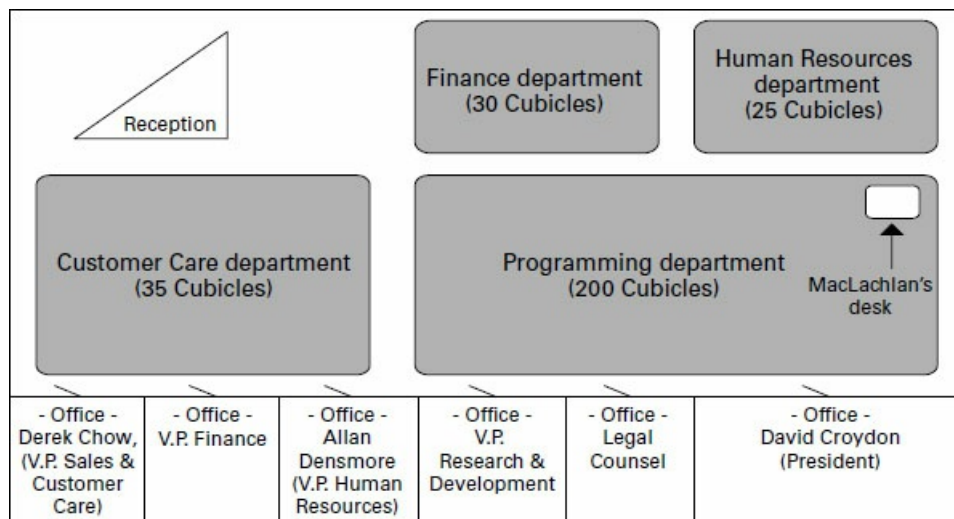 Reception
Finance department
(30 Cubicles)
Human Resources
department
(25 Cubicles)
Customer Care department
(35 Cubicles)
Programming department
(200 Cubicles)
MacLachlan's
desk
- Office -
Derek Chow,
(V.P. Sales &
Customer
Care)
- Office -
V.P. Finance
- Office -
Allan
Densmore
(V.P. Human
Resources)
- Office -
V.P.
Research &
Development
- Office -
Legal
Counsel
- Office -
David Croydon
(President)